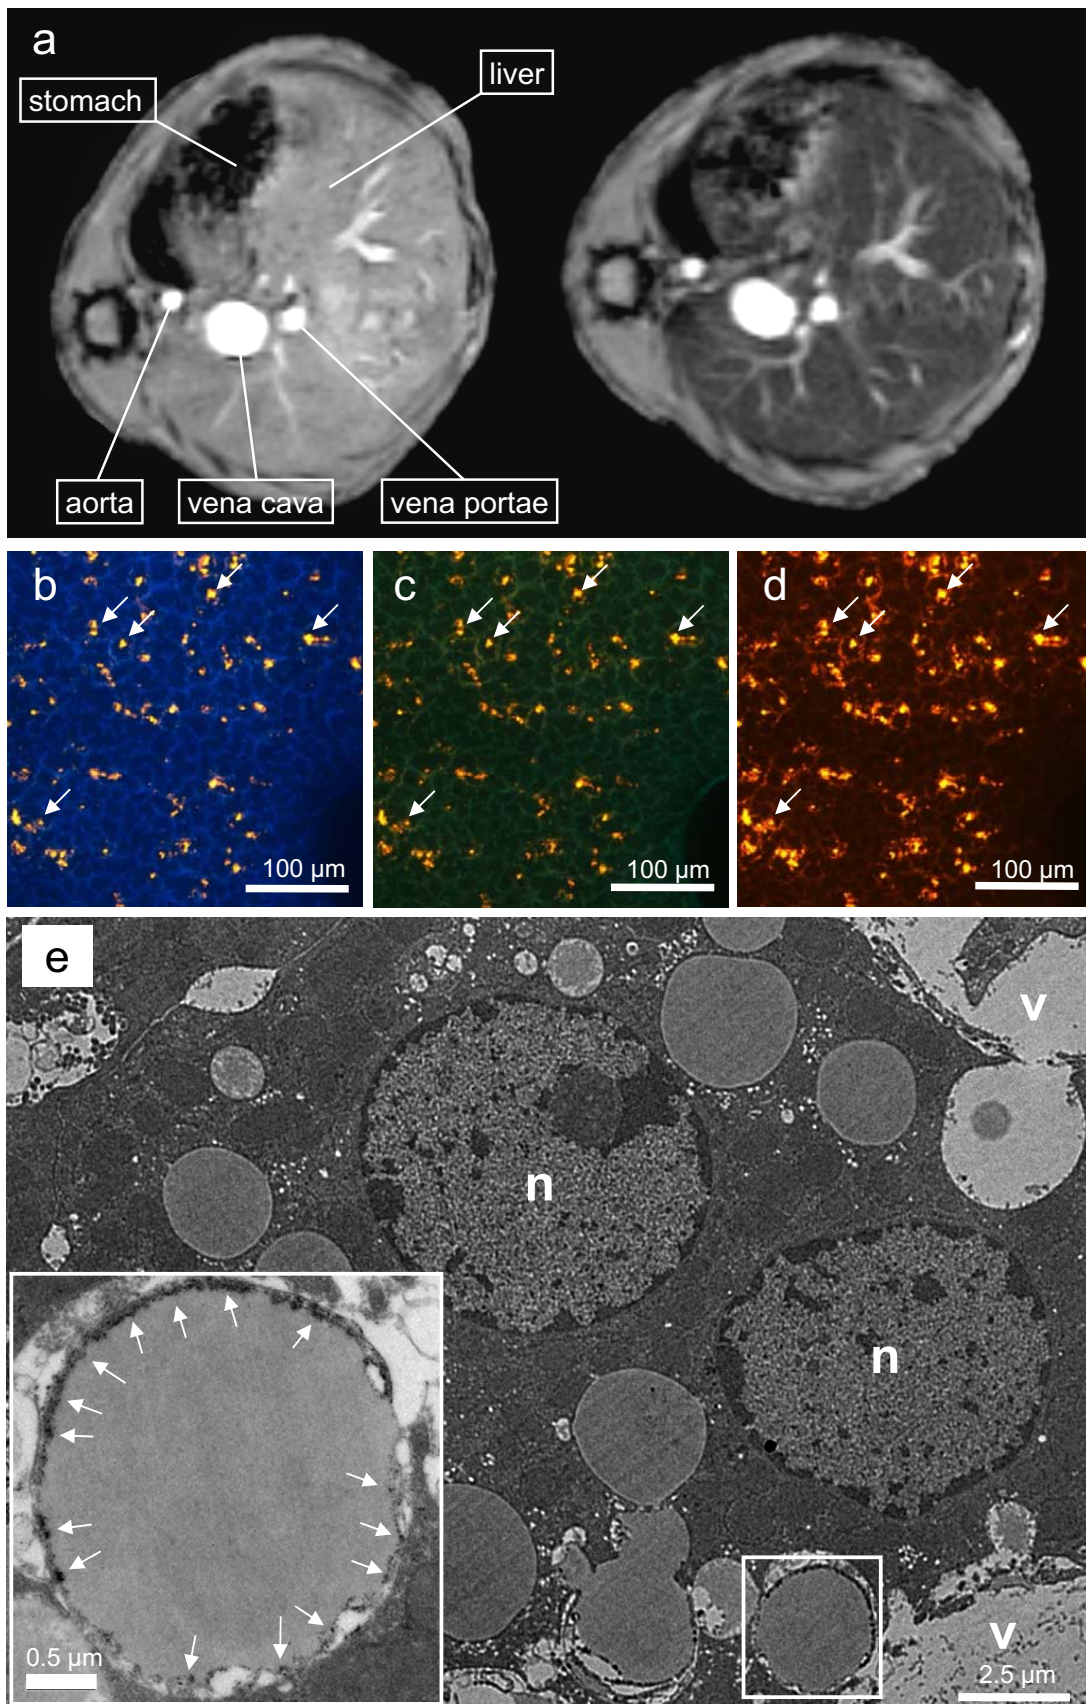 a
stomach
liver
aorta
vena cava
vena portae
b
100 µm
c
100 µm
d
100 µm
e
v
n
n
0.5 µm
v
2.5 µm